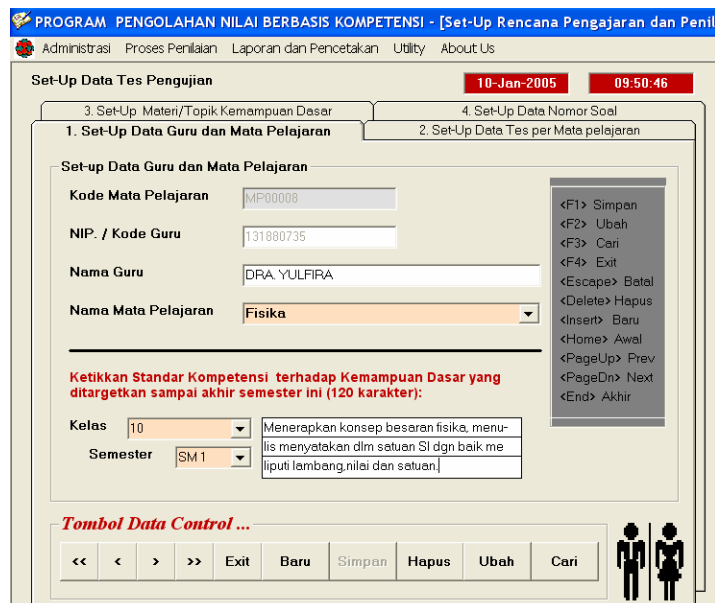 PROGRAM PENGOLAHAN NILAI BERBASIS KOMPETENSI - [Set-Up Rencana Pengajaran dan Penil
Administrasi Proses Penilaian Laporan dan Pencetakan Utility About Us
Set-Up Data Tes Pengujian
10-Jan-2005 09:50:46
3. Set-Up Materi/Topik Kemampuan Dasar
4. Set-Up Data Nomor Soal
1. Set-Up Data Guru dan Mata Pelajaran
2. Set-Up Data Tes per Mata pelajaran
Set-up Data Guru dan Mata Pelajaran
Kode Mata Pelajaran MP00008
NIP. / Kode Guru 131880735
Nama Guru DRA. YULFIRA
Nama Mata Pelajaran Fisika
<F1> Simpan
<F2> Ubah
<F3> Cari
<F4> Exit
<Escape> Batal
<Delete> Hapus
<Insert> Baru
<Home> Awal
<PageUp> Prev
<PageDn> Next
<End> Akhir
Ketikkan Standar Kompetensi terhadap Kemampuan Dasar yang
ditargetkan sampai akhir semester ini (120 karakter):
Kelas 10
Semester SM 1
Menerapkan konsep besaran fisika, menu-
lis menyatakan dlm satuan SI dgn baik me
liputi lambang,nilai dan satuan.
Tombol Data Control ...
<< < > >> Exit Baru Simpan Hapus Ubah Cari